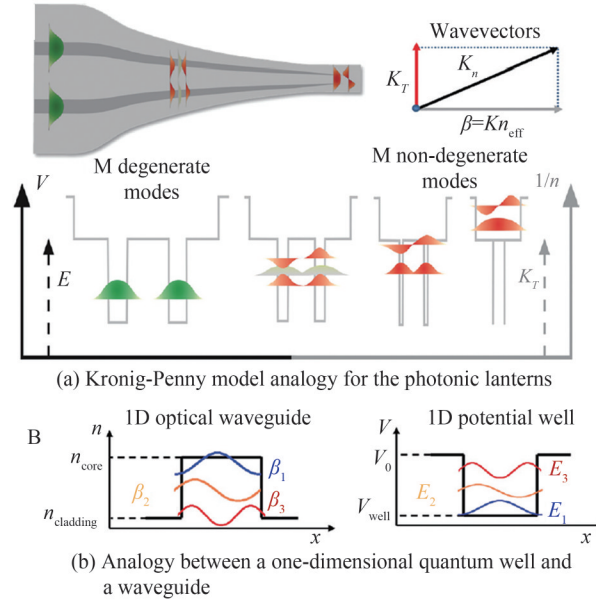 Wavevectors
K_T
K_n
β=Kn_eff
M degenerate
modes
M non-degenerate
modes
V
1/n
E
K_T
(a) Kronig-Penny model analogy for the photonic lanterns
B
1D optical waveguide
n
n_core
n_cladding
β_1
β_2
β_3
x
1D potential well
V
V_0
V_well
E_3
E_2
E_1
x
(b) Analogy between a one-dimensional quantum well and
a waveguide